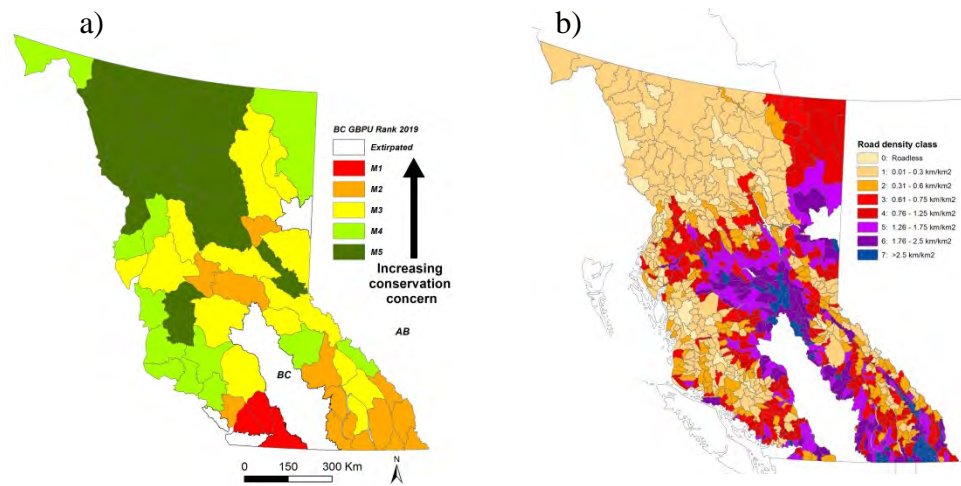 a)
BC GBPU Rank 2019
Extirpated
M1
M2
M3
M4
M5
Increasing
conservation
concern
AB
BC
0 150 300 Km
N
b)
Road density class
0: Roadless
1: 0.01 - 0.3 km/km2
2: 0.31 - 0.6 km/km2
3: 0.61 - 0.75 km/km2
4: 0.76 - 1.25 km/km2
5: 1.26 - 1.75 km/km2
6: 1.76 - 2.5 km/km2
7: >2.5 km/km2